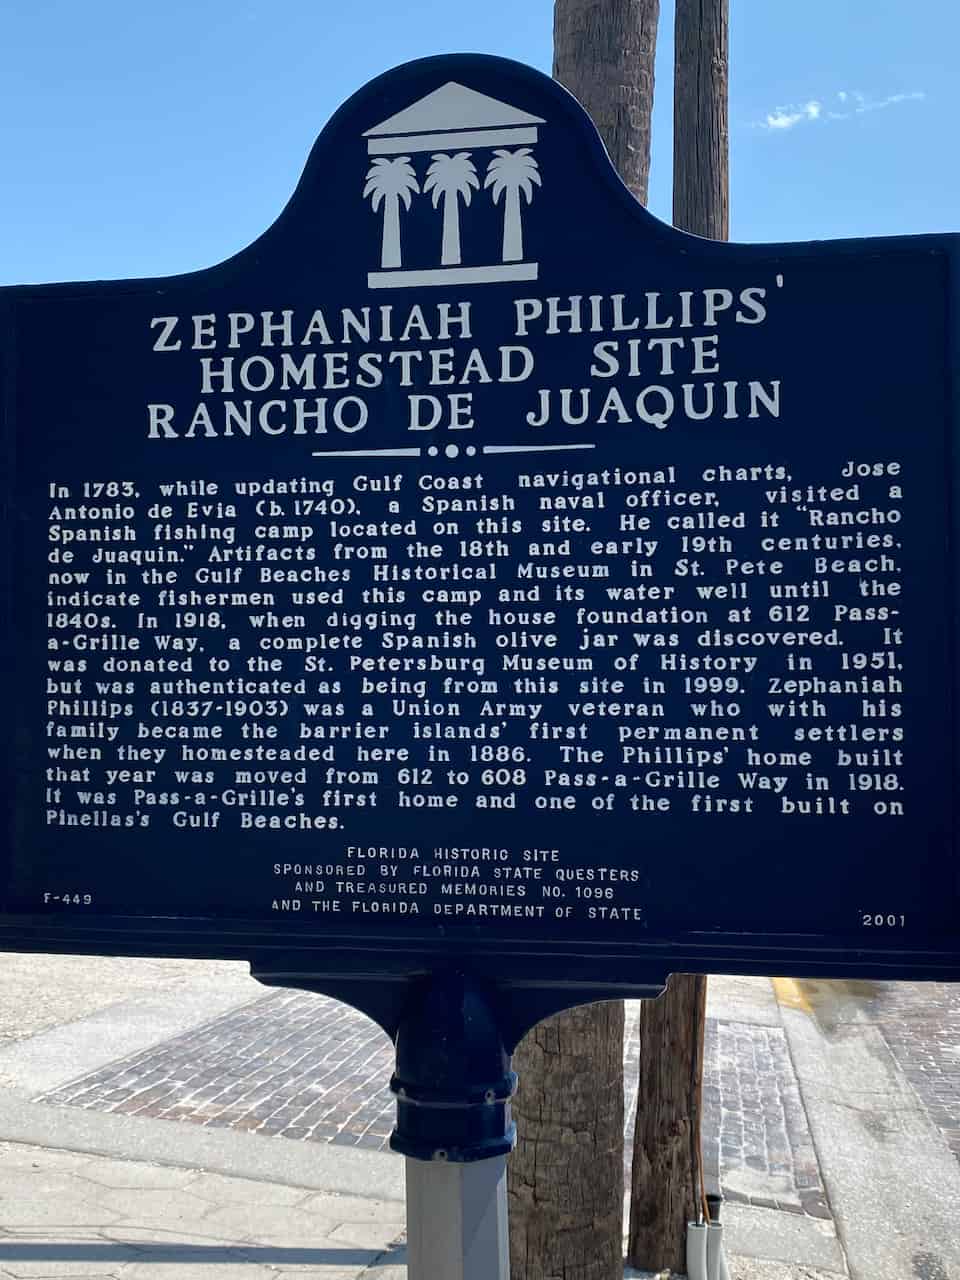 ZEPHANIAH PHILLIPS'
HOMESTEAD SITE
RANCHO DE JUAQUIN
In 1783, while updating Gulf Coast navigational charts, Jose
Antonio de Evia (b. 1740), a Spanish naval officer, visited a
Spanish fishing camp located on this site. He called it "Rancho
de Juaquin." Artifacts from the 18th and early 19th centuries,
now in the Gulf Beaches Historical Museum in St. Pete Beach,
indicate fishermen used this camp and its water well until the
1840s. In 1918, when digging the house foundation at 612 Pass-
a-Grille Way, a complete Spanish olive jar was discovered. It
was donated to the St. Petersburg Museum of History in 1951,
but was authenticated as being from this site in 1999. Zephaniah
Phillips (1837-1903) was a Union Army veteran who with his
family became the barrier islands' first permanent settlers
when they homesteaded here in 1886. The Phillips' home built
that year was moved from 612 to 608 Pass-a-Grille Way in 1918.
It was Pass-a-Grille's first home and one of the first built on
Pinellas's Gulf Beaches.
FLORIDA HISTORIC SITE
SPONSORED BY FLORIDA STATE QUESTERS
AND TREASURED MEMORIES NO. 1096
AND THE FLORIDA DEPARTMENT OF STATE
F-449
2001